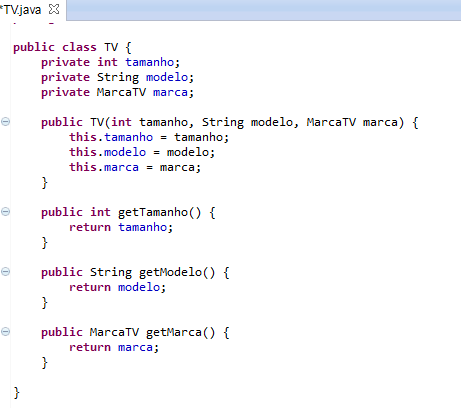 *TV.java
public class TV {
private int tamanho;
private String modelo;
private MarcaTV marca;
public TV(int tamanho, String modelo, MarcaTV marca) {
this.tamanho = tamanho;
this.modelo = modelo;
this.marca = marca;
}
public int getTamanho() {
return tamanho;
}
public String getModelo() {
return modelo;
}
public MarcaTV getMarca() {
return marca;
}
}